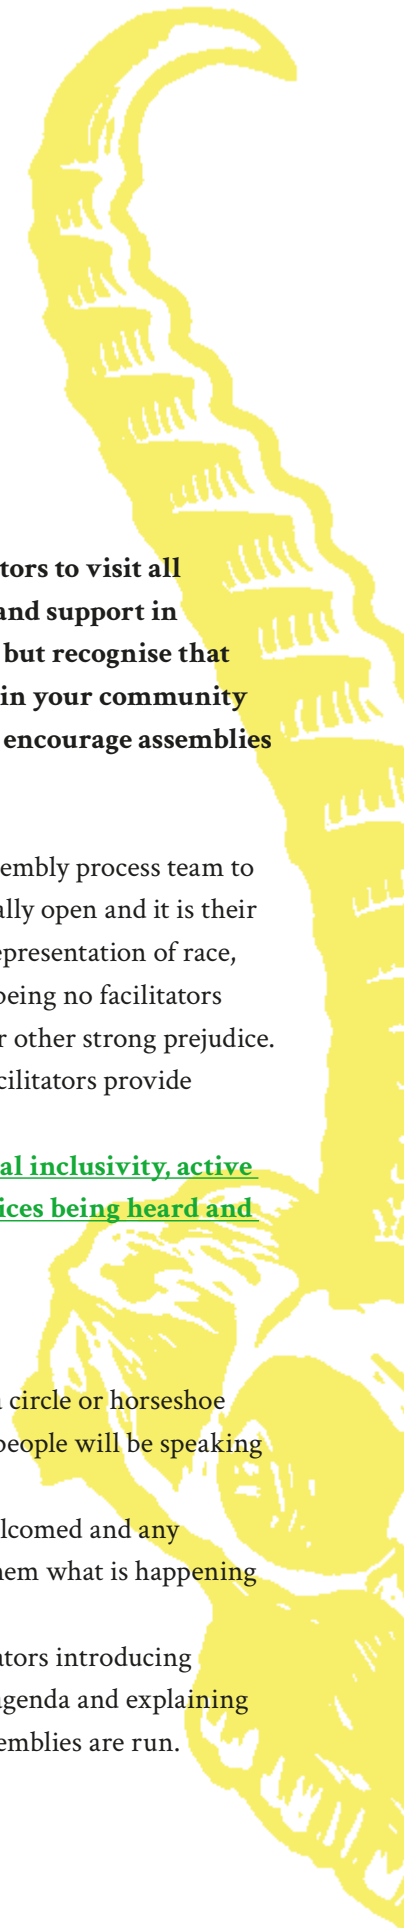 tors to visit all
and support in
but recognise that
in your community
encourage assemblies
embly process team to
ally open and it is their
epresentation of race,
being no facilitators
r other strong prejudice.
cilitators provide
al inclusivity, active
ices being heard and
circle or horseshoe
people will be speaking
lcomed and any
hem what is happening
ators introducing
agenda and explaining
emblies are run.